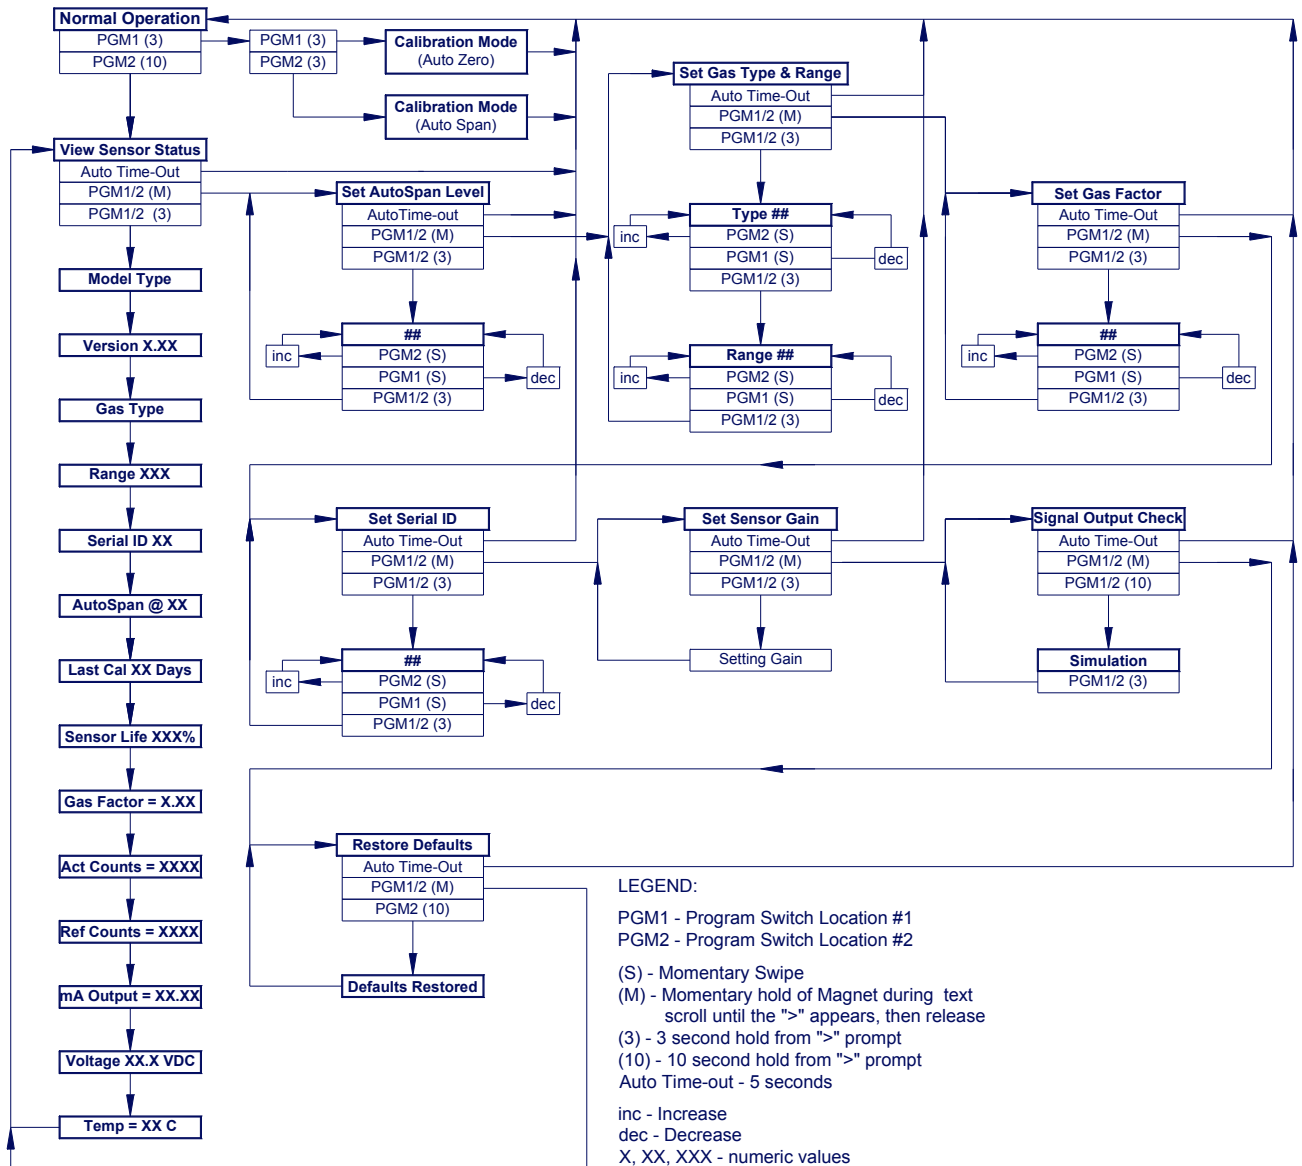 Normal Operation
PGM1 (3)
PGM2 (10)
PGM1 (3)
PGM2 (3)
Calibration Mode
(Auto Zero)
Calibration Mode
(Auto Span)
View Sensor Status
Auto Time-Out
PGM1/2 (M)
PGM1/2 (3)
Model Type
Version X.XX
Gas Type
Range XXX
Serial ID XX
AutoSpan @ XX
Last Cal XX Days
Sensor Life XXX%
Gas Factor = X.XX
Act Counts = XXXX
Ref Counts = XXXX
mA Output = XX.XX
Voltage XX.X VDC
Temp = XX C
Set AutoSpan Level
AutoTime-out
PGM1/2 (M)
PGM1/2 (3)
##
inc
PGM2 (S)
PGM1 (S)
dec
PGM1/2 (3)
Set Gas Type & Range
Auto Time-Out
PGM1/2 (M)
PGM1/2 (3)
Type ##
inc
PGM2 (S)
PGM1 (S)
dec
PGM1/2 (3)
Range ##
inc
PGM2 (S)
PGM1 (S)
dec
PGM1/2 (3)
Set Gas Factor
Auto Time-Out
PGM1/2 (M)
PGM1/2 (3)
##
inc
PGM2 (S)
PGM1 (S)
dec
PGM1/2 (3)
Set Serial ID
Auto Time-Out
PGM1/2 (M)
PGM1/2 (3)
##
inc
PGM2 (S)
PGM1 (S)
dec
PGM1/2 (3)
Set Sensor Gain
Auto Time-Out
PGM1/2 (M)
PGM1/2 (3)
Setting Gain
Signal Output Check
Auto Time-Out
PGM1/2 (M)
PGM1/2 (10)
Simulation
PGM1/2 (3)
Restore Defaults
Auto Time-Out
PGM1/2 (M)
PGM2 (10)
Defaults Restored
LEGEND:
PGM1 - Program Switch Location #1
PGM2 - Program Switch Location #2
(S) - Momentary Swipe
(M) - Momentary hold of Magnet during text
scroll until the ">" appears, then release
(3) - 3 second hold from ">" prompt
(10) - 10 second hold from ">" prompt
Auto Time-out - 5 seconds
inc - Increase
dec - Decrease
X, XX, XXX - numeric values